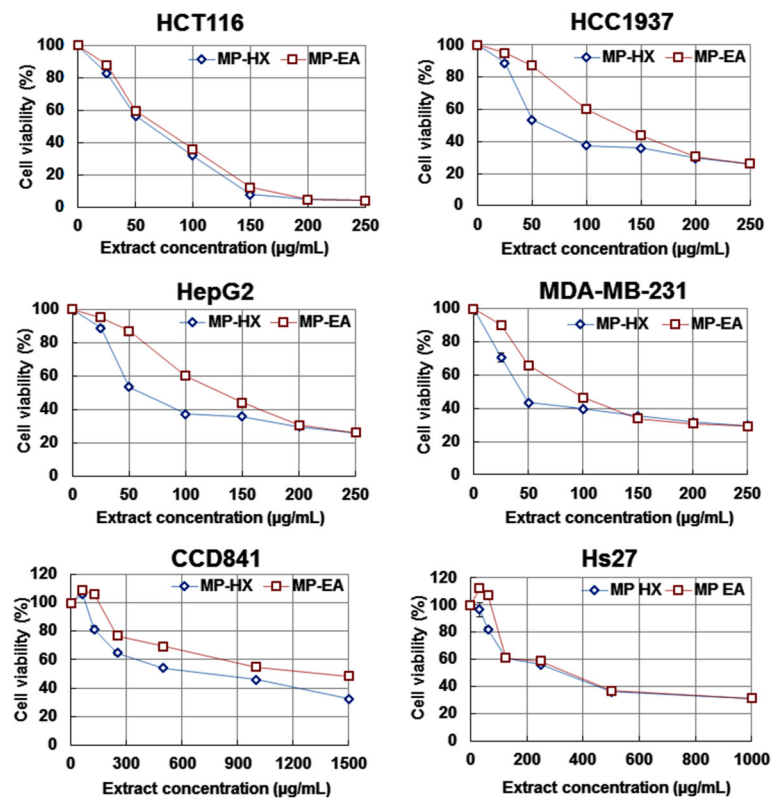 HCT116
MP-HX MP-EA
100
80
60
40
20
0
Cell viability (%)
0 50 100 150 200 250
Extract concentration (µg/mL)
HCC1937
MP-HX MP-EA
100
80
60
40
20
0
Cell viability (%)
0 50 100 150 200 250
Extract concentration (µg/mL)
HepG2
MP-HX MP-EA
100
80
60
40
20
0
Cell viability (%)
0 50 100 150 200 250
Extract concentration (µg/mL)
MDA-MB-231
MP-HX MP-EA
100
80
60
40
20
0
Cell viability (%)
0 50 100 150 200 250
Extract concentration (µg/mL)
CCD841
MP-HX MP-EA
120
100
80
60
40
20
0
Cell viability (%)
0 300 600 900 1200 1500
Extract concentration (µg/mL)
Hs27
MP HX MP EA
120
100
80
60
40
20
0
Cell viability (%)
0 200 400 600 800 1000
Extract concentration (µg/mL)